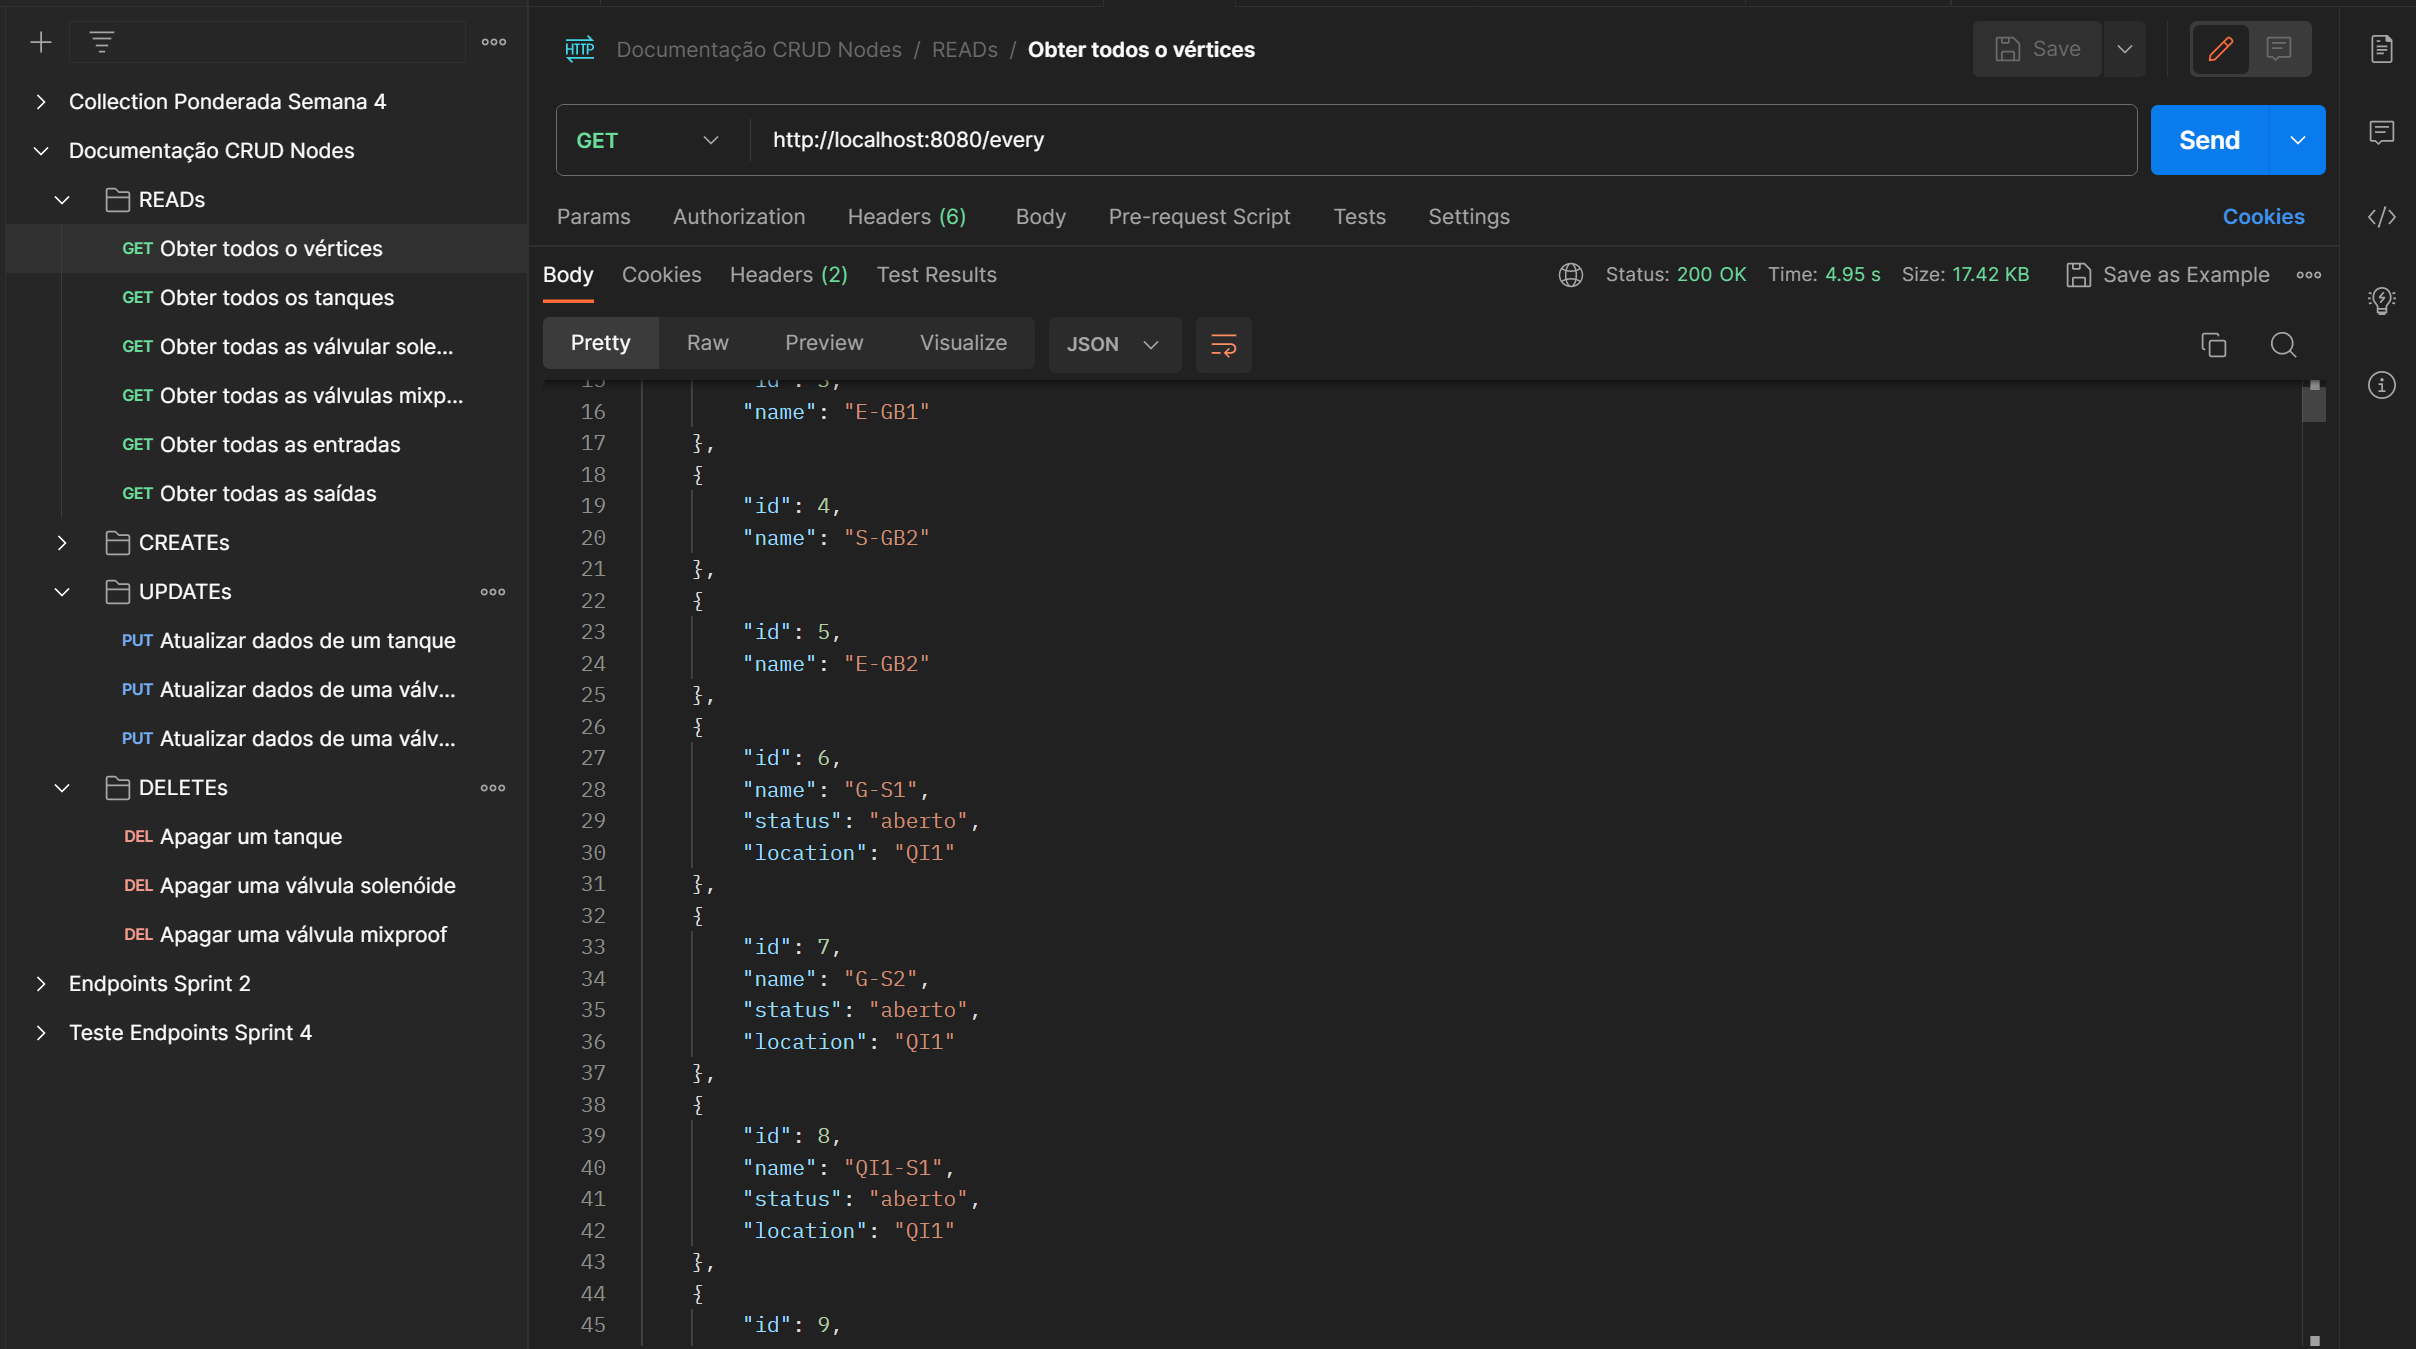 Collection Ponderada Semana 4
Documentação CRUD Nodes
READs
GET Obter todos o vértices
GET Obter todos os tanques
GET Obter todas as válvular sole...
GET Obter todas as válvulas mixp...
GET Obter todas as entradas
GET Obter todas as saídas
CREATEs
UPDATEs
PUT Atualizar dados de um tanque
PUT Atualizar dados de uma válv...
PUT Atualizar dados de uma válv...
DELETEs
DEL Apagar um tanque
DEL Apagar uma válvula solenóide
DEL Apagar uma válvula mixproof
Endpoints Sprint 2
Teste Endpoints Sprint 4
HTTP Documentação CRUD Nodes / READs / Obter todos o vértices
Save
GET http://localhost:8080/every
Send
Params Authorization Headers (6) Body Pre-request Script Tests Settings Cookies
Body Cookies Headers (2) Test Results Status: 200 OK Time: 4.95 s Size: 17.42 KB Save as Example
Pretty Raw Preview Visualize JSON
15 "id": 3,
16 "name": "E-GB1"
17 },
18 {
19 "id": 4,
20 "name": "S-GB2"
21 },
22 {
23 "id": 5,
24 "name": "E-GB2"
25 },
26 {
27 "id": 6,
28 "name": "G-S1",
29 "status": "aberto",
30 "location": "QI1"
31 },
32 {
33 "id": 7,
34 "name": "G-S2",
35 "status": "aberto",
36 "location": "QI1"
37 },
38 {
39 "id": 8,
40 "name": "QI1-S1",
41 "status": "aberto",
42 "location": "QI1"
43 },
44 {
45 "id": 9,